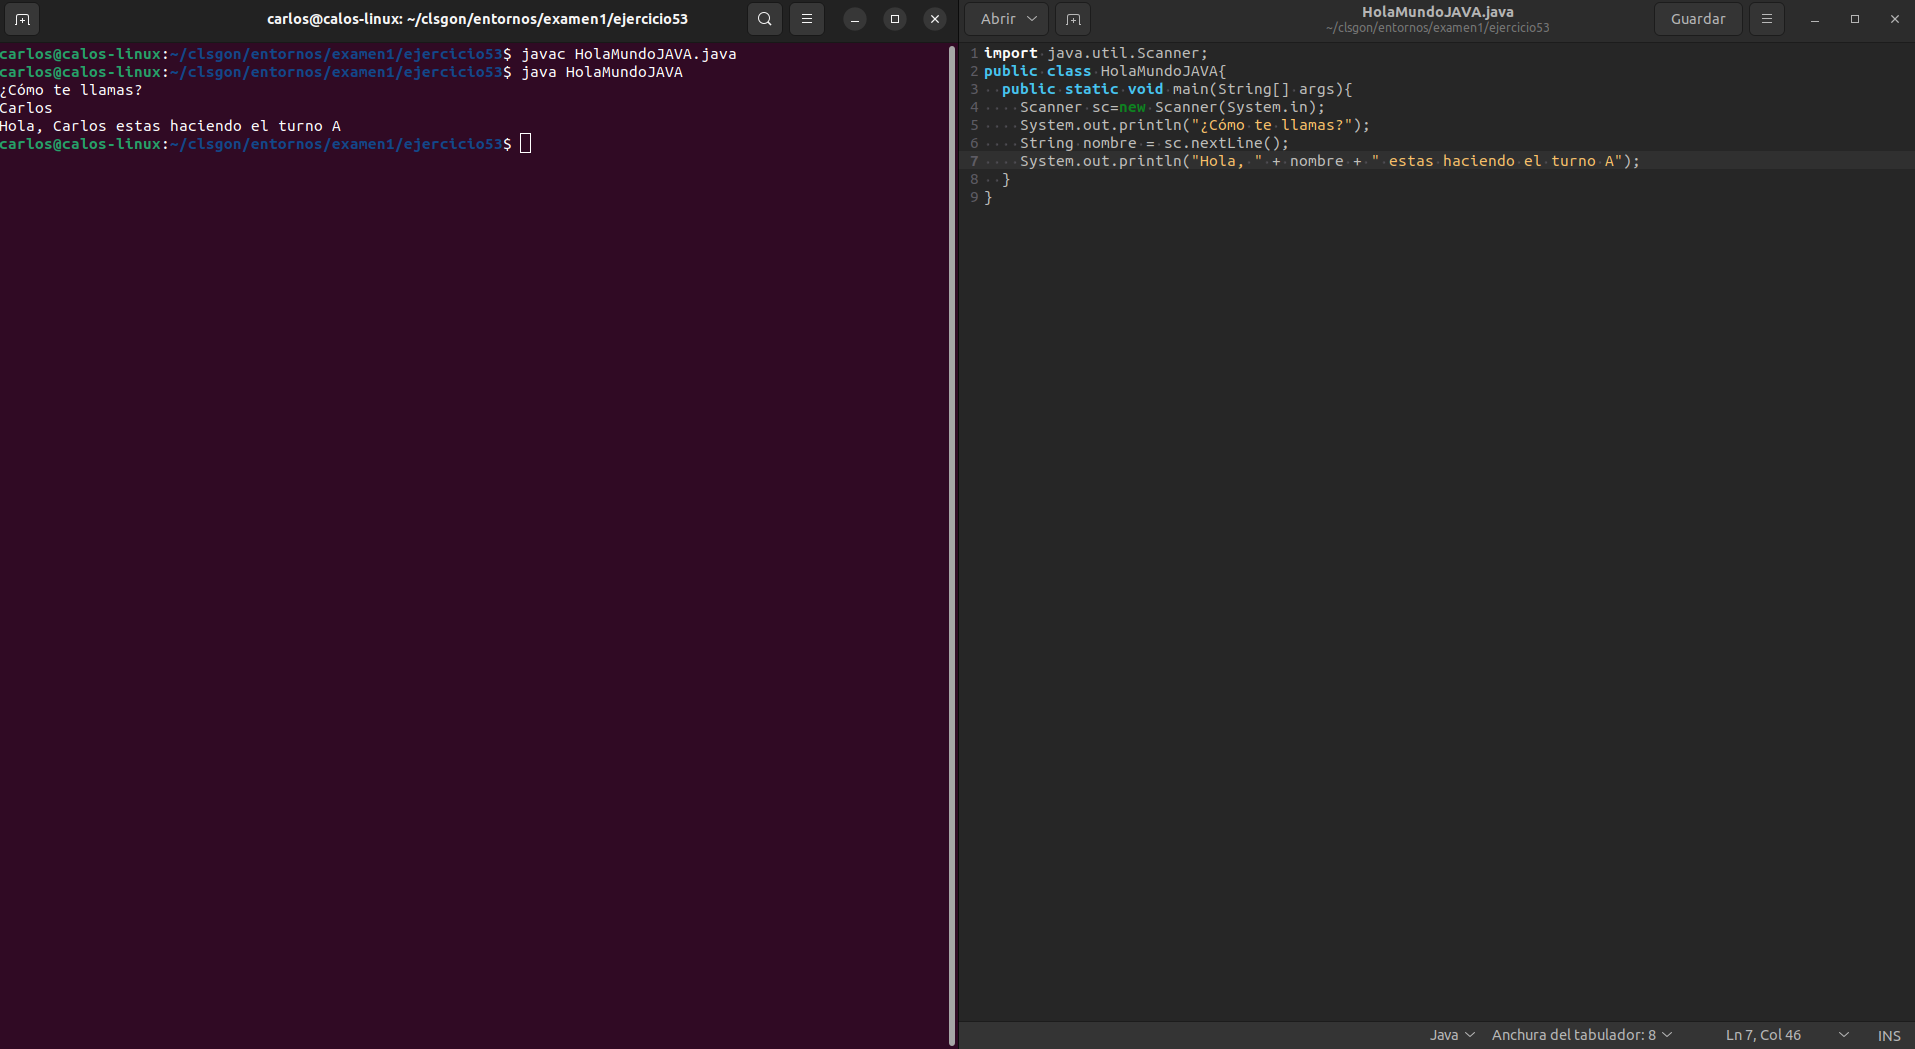 carlos@calos-linux: ~/clsgon/entornos/examen1/ejercicio53
carlos@calos-linux:~/clsgon/entornos/examen1/ejercicio53$ javac HolaMundoJAVA.java
carlos@calos-linux:~/clsgon/entornos/examen1/ejercicio53$ java HolaMundoJAVA
¿Cómo te llamas?
Carlos
Hola, Carlos estas haciendo el turno A
carlos@calos-linux:~/clsgon/entornos/examen1/ejercicio53$
Abrir
HolaMundoJAVA.java
~/clsgon/entornos/examen1/ejercicio53
Guardar
1 import java.util.Scanner;
2 public class HolaMundoJAVA{
3   public static void main(String[] args){
4     Scanner sc=new Scanner(System.in);
5     System.out.println("¿Cómo te llamas?");
6     String nombre = sc.nextLine();
7     System.out.println("Hola, " + nombre + " estas haciendo el turno A");
8   }
9 }
Java Anchura del tabulador: 8 Ln 7, Col 46 INS